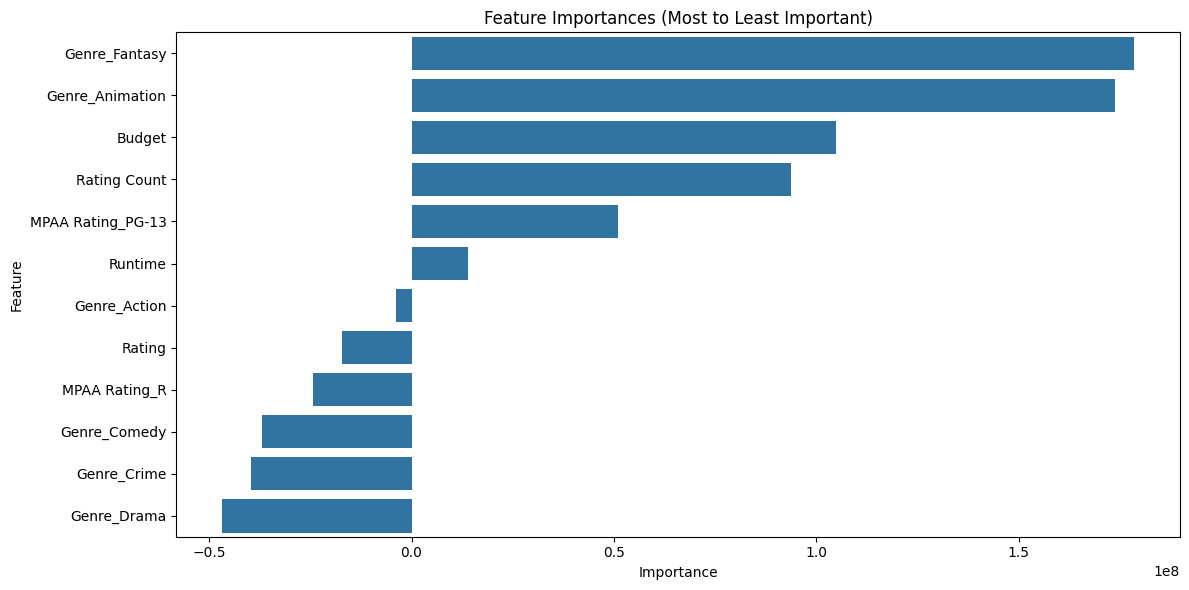 Feature Importances (Most to Least Important)
Genre_Fantasy
Genre_Animation
Budget
Rating Count
MPAA Rating_PG-13
Runtime
Genre_Action
Rating
MPAA Rating_R
Genre_Comedy
Genre_Crime
Genre_Drama
Feature
−0.5 0.0 0.5 1.0 1.5
1e8
Importance